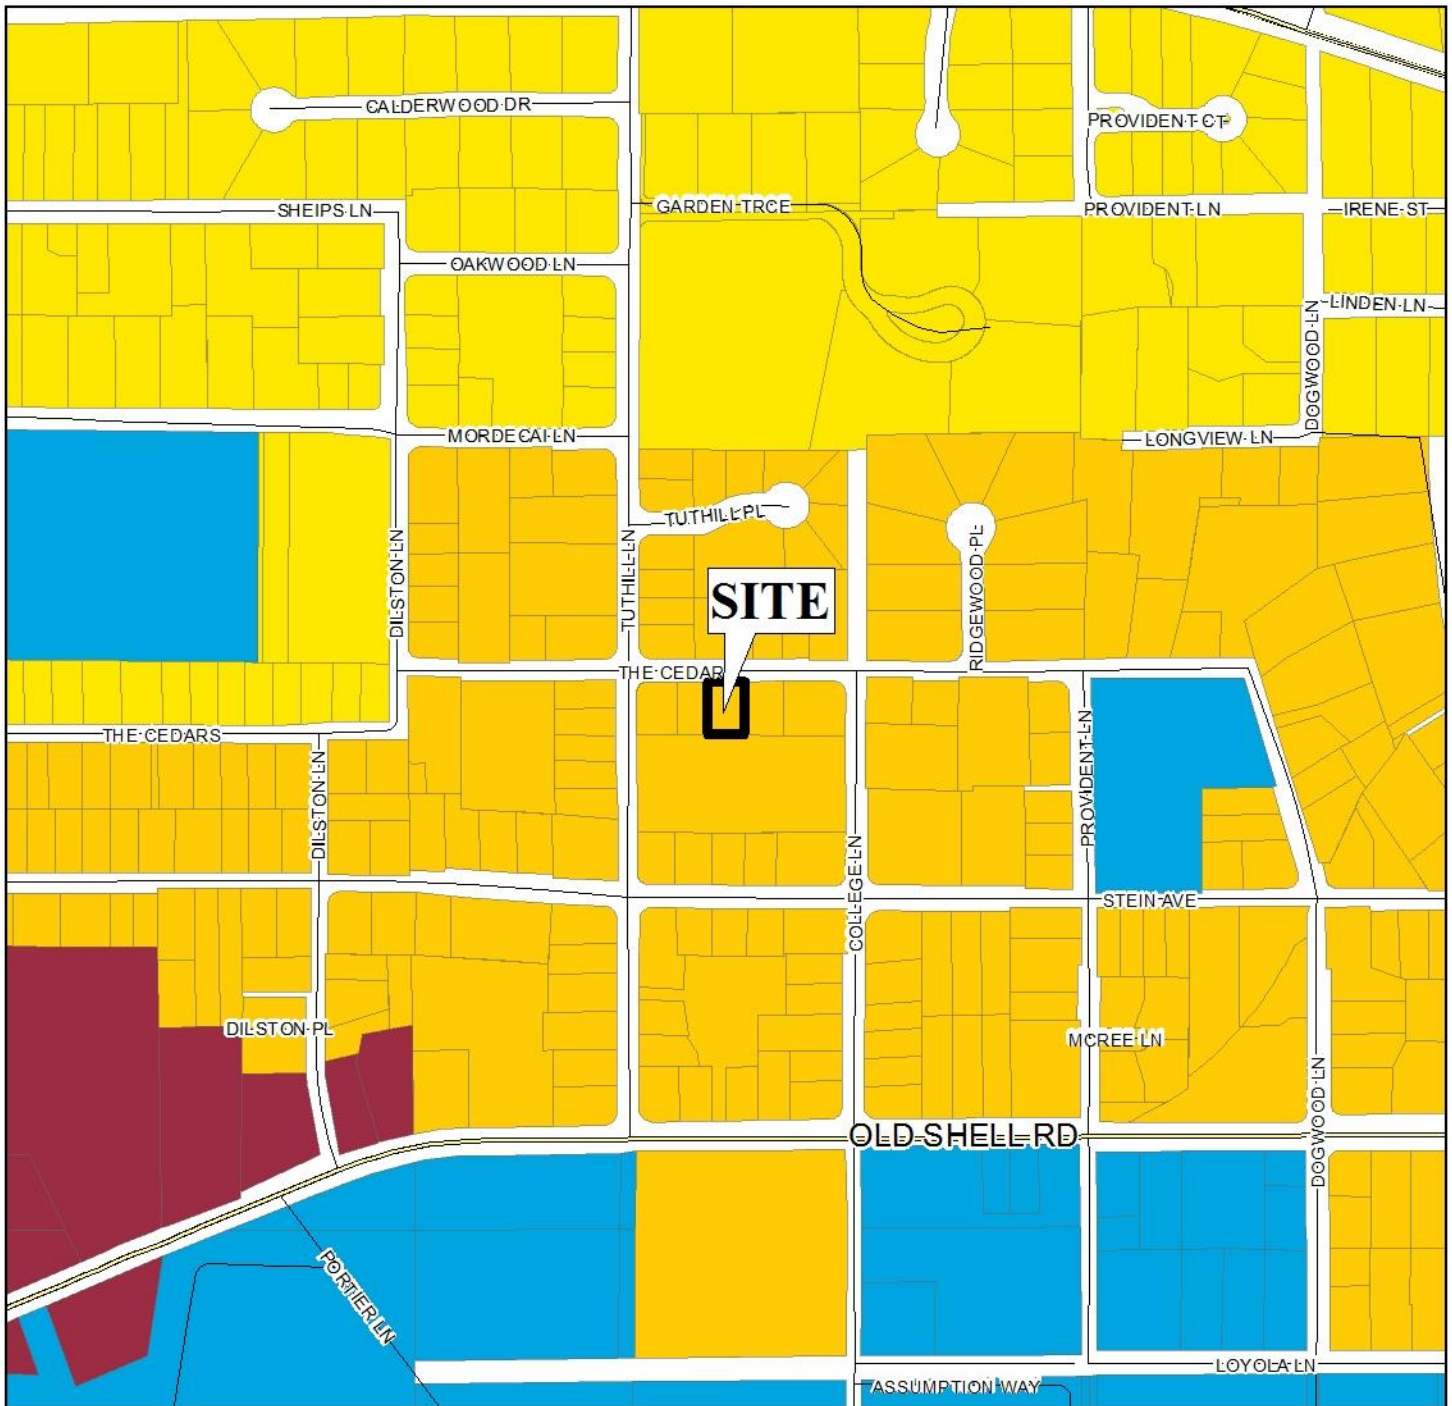 CALDERWOOD DR
PROVIDENT CT
SHEIPS LN
GARDEN TRCE
PROVIDENT LN
IRENE ST
OAKWOOD LN
LINDEN LN
DOGWOOD LN
MORDECAI LN
LONGVIEW LN
TUTHILL PL
DILSTON LN
TUTHILL LN
RIDGEWOOD PL
SITE
THE CEDAR
THE CEDARS
DILSTON LN
PROVIDENT LN
COLLEGE LN
STEIN AVE
DILSTON PL
MCREE LN
DOGWOOD LN
OLD SHELL RD
PORTIER LN
LOYOLA LN
ASSUMPTION WAY